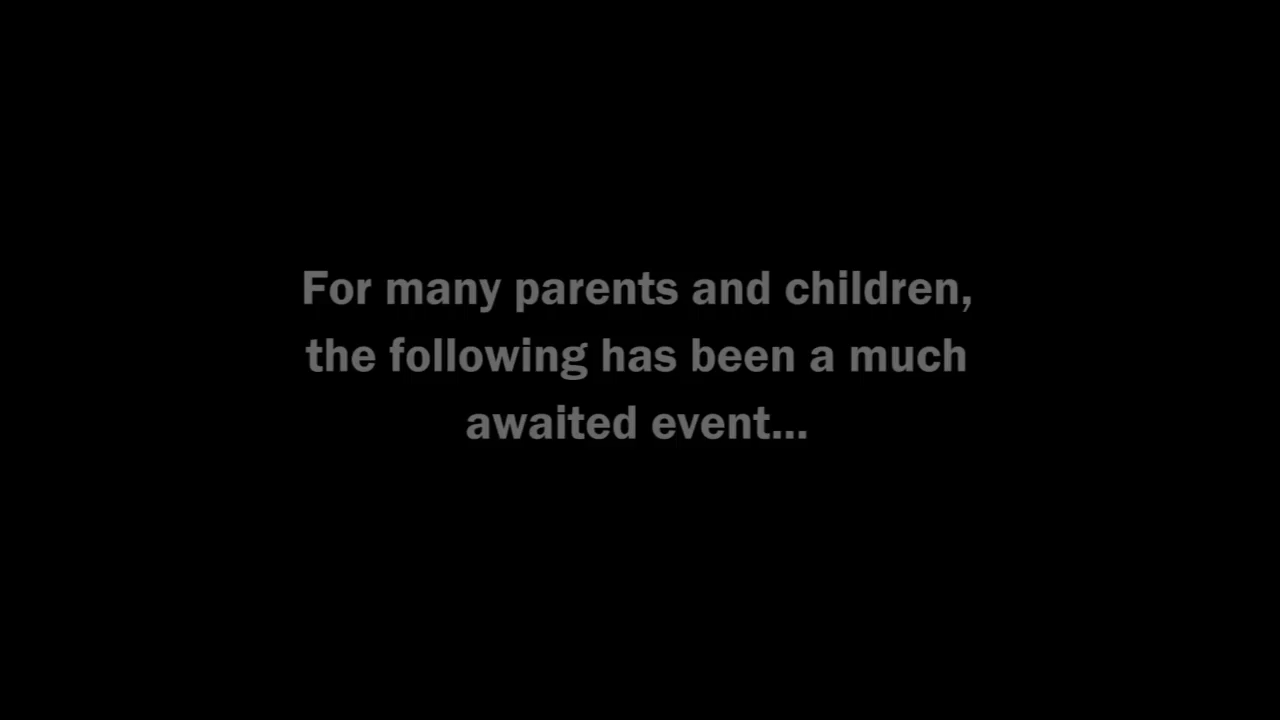 For many parents and children,
the following has been a much
awaited event...